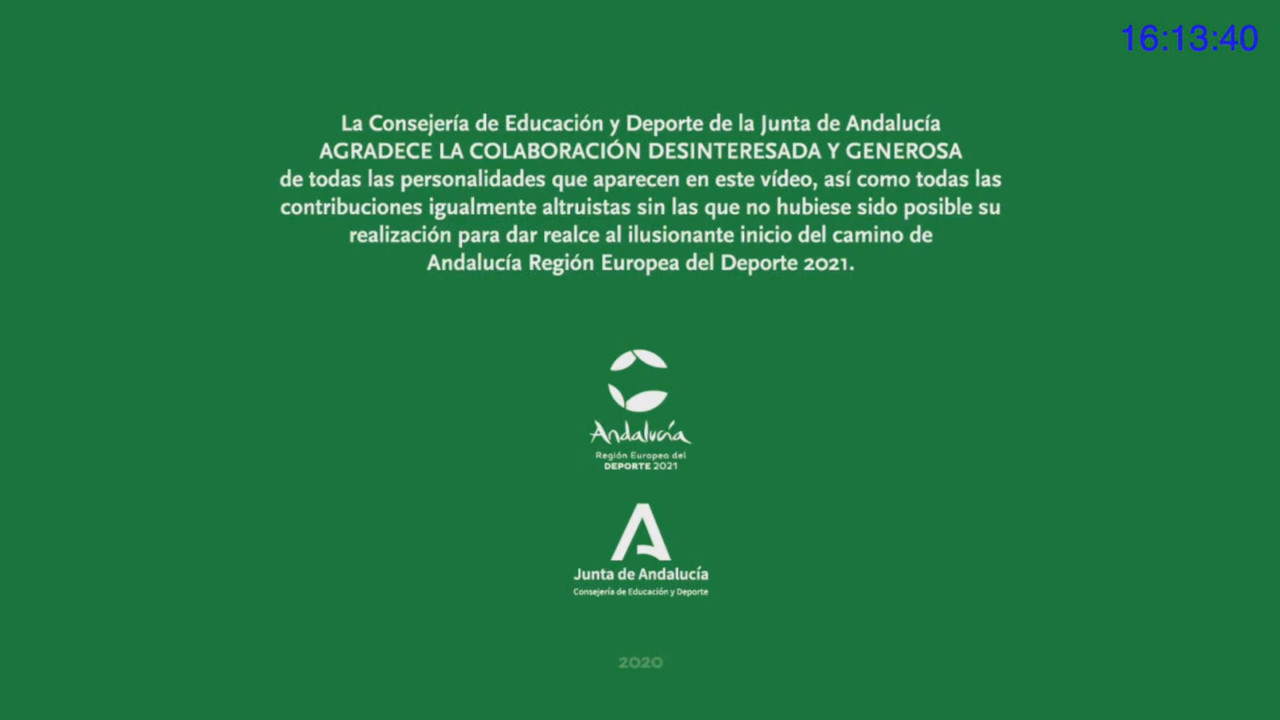 16:13:40
La Consejería de Educación y Deporte de la Junta de Andalucía
AGRADECE LA COLABORACIÓN DESINTERESADA Y GENEROSA
de todas las personalidades que aparecen en este vídeo, así como todas las
contribuciones igualmente altruistas sin las que no hubiese sido posible su
realización para dar realce al ilusionante inicio del camino de
Andalucía Región Europea del Deporte 2021.
Andalucía
Región Europea del
DEPORTE 2021
Junta de Andalucía
Consejería de Educación y Deporte
2020